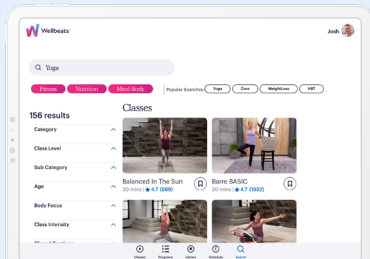 Wellbeats
Josh
Yoga
Fitness
Nutrition
Mind-Body
Popular Searches:
Yoga
Core
Weightloss
HIIT
156 results
Classes
Category
Class Level
Sub Category
Age
Body Focus
Class Intensity
Balanced In The Sun
20 mins | ★ 4.7 (588)
Barre BASIC
20 mins | ★ 4.7 (1852)
Classes
Programs
Library
Schedule
Search